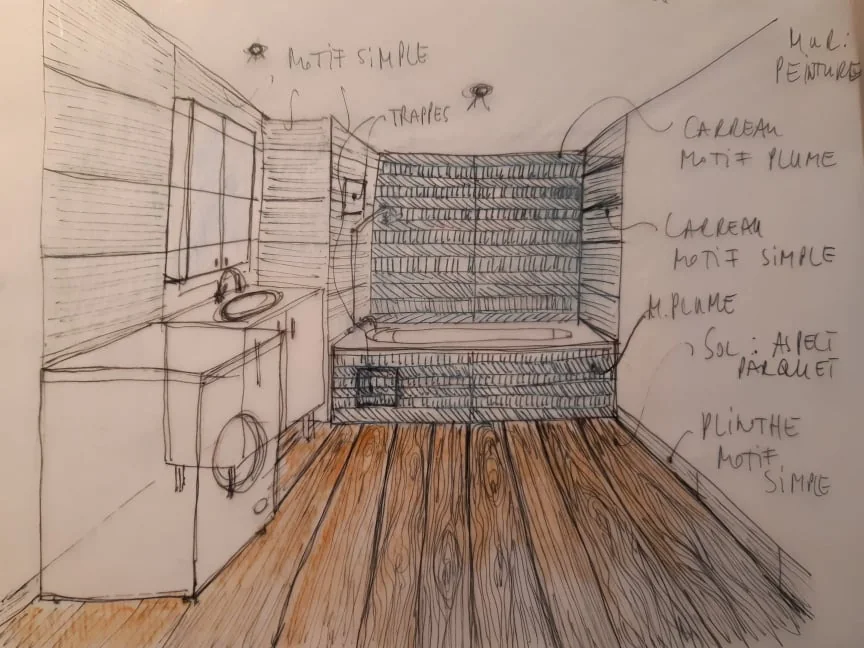 MOTIF SIMPLE
MUR:
PEINTURE
TRAPPES
CARREAU
MOTIF PLUME
CARREAU
MOTIF SIMPLE
M.PLUME
SOL : ASPECT
PARQUET
PLINTHE
MOTIF
SIMPLE